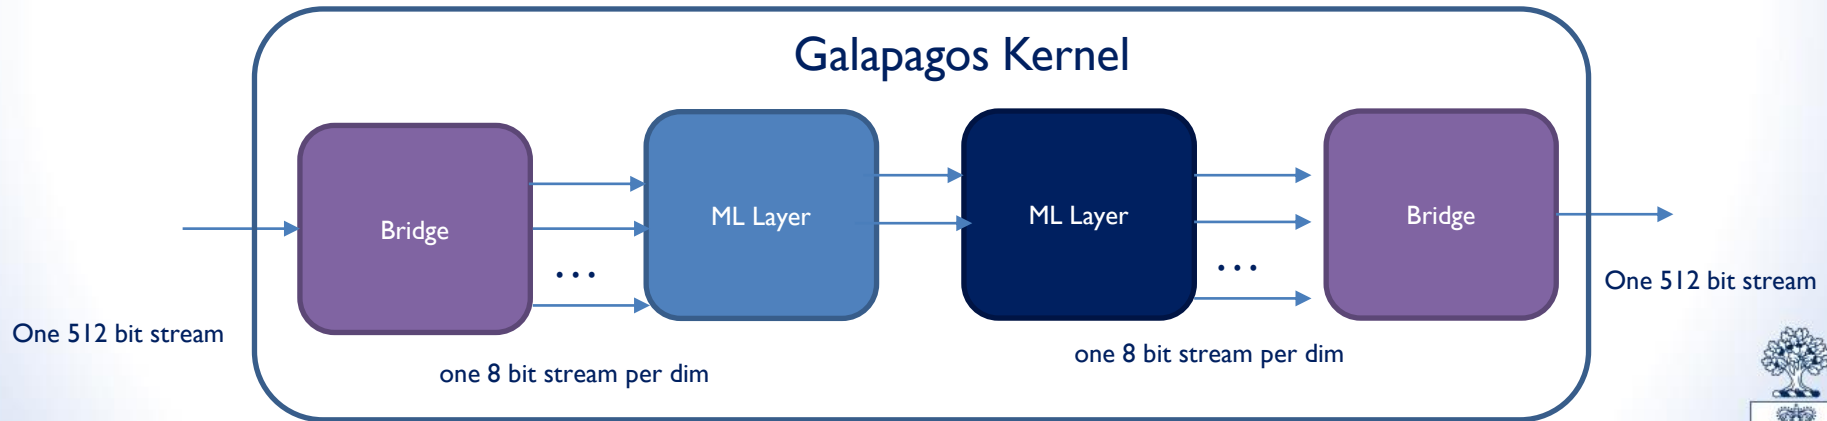 Galapagos Kernel
Bridge
ML Layer
ML Layer
Bridge
...
...
One 512 bit stream
one 8 bit stream per dim
one 8 bit stream per dim
One 512 bit stream